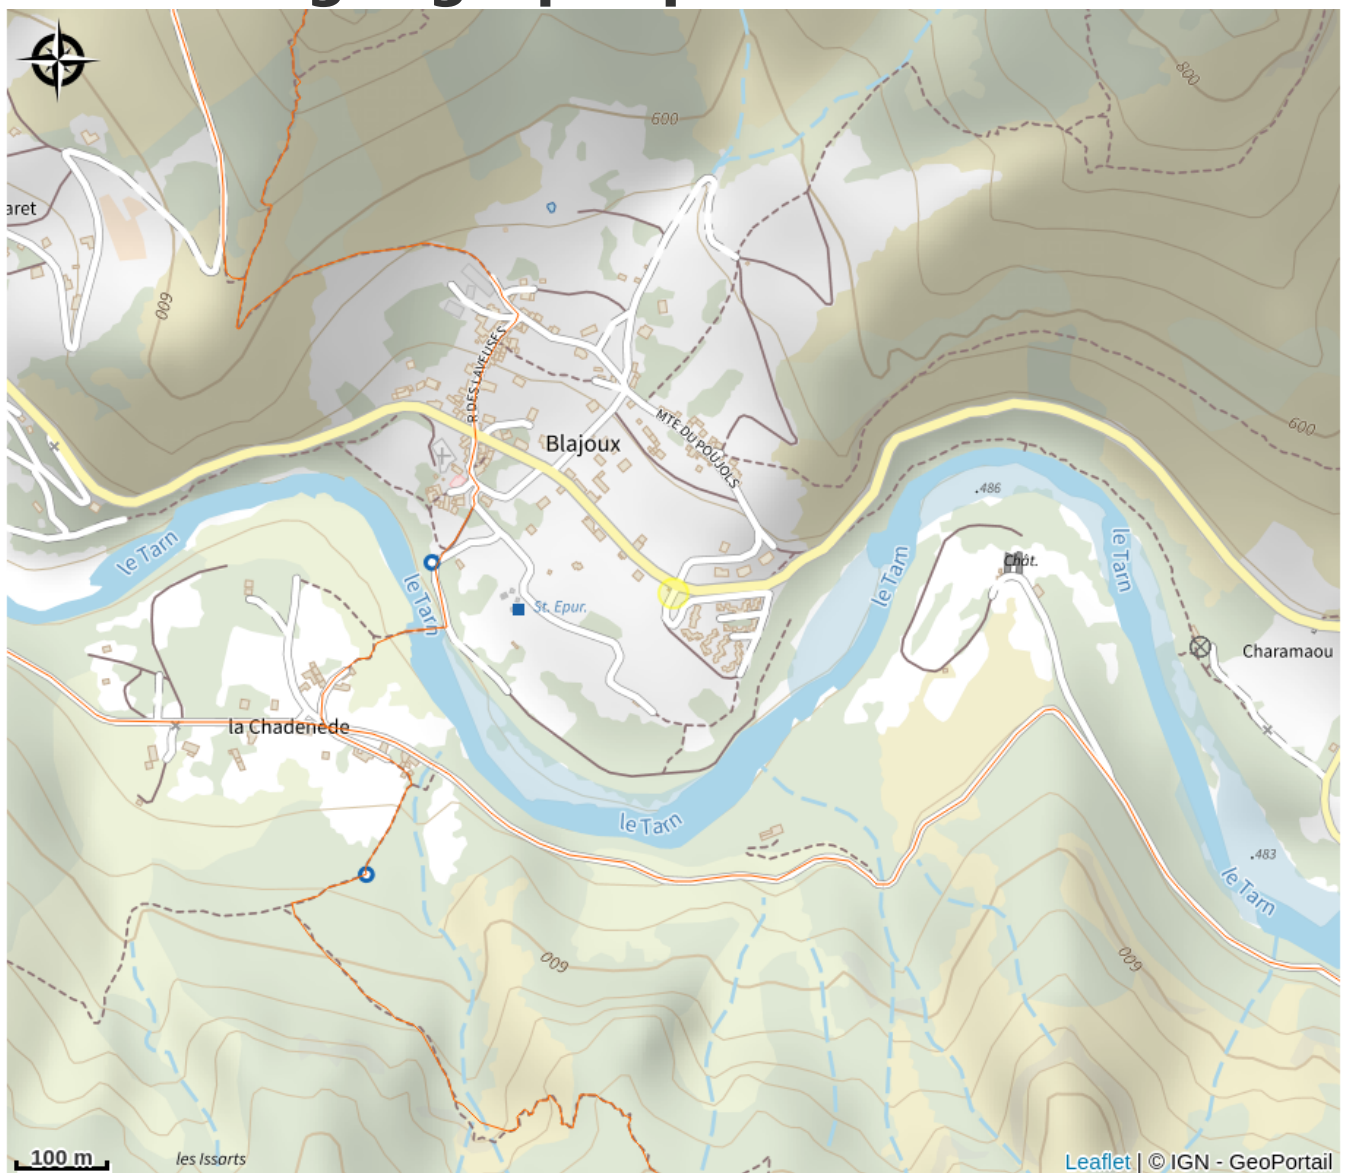 600
800
aret
600
R DES LAVEUSES
MTE DU POUJOLS
Blajoux
600
.486
le Tarn
le Tarn
le Tarn
le Tarn
Chât.
St. Epur.
Charamaou
la Chadenède
le Tarn
.483
le Tarn
600
600
100 m
les Issarts
Leaflet | © IGN - GeoPortail